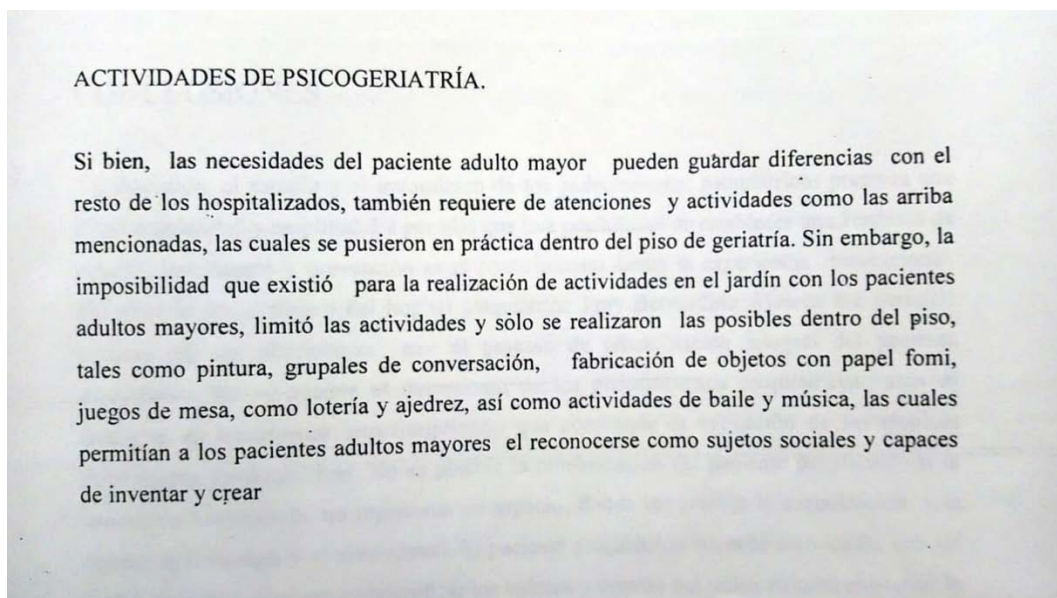 ACTIVIDADES DE PSICOGERIATRÍA.
Si bien, las necesidades del paciente adulto mayor pueden guardar diferencias con el
resto de los hospitalizados, también requiere de atenciones y actividades como las arriba
mencionadas, las cuales se pusieron en práctica dentro del piso de geriatría. Sin embargo, la
imposibilidad que existió para la realización de actividades en el jardín con los pacientes
adultos mayores, limitó las actividades y sólo se realizaron las posibles dentro del piso,
tales como pintura, grupales de conversación, fabricación de objetos con papel fomi,
juegos de mesa, como lotería y ajedrez, así como actividades de baile y música, las cuales
permitían a los pacientes adultos mayores el reconocerse como sujetos sociales y capaces
de inventar y crear